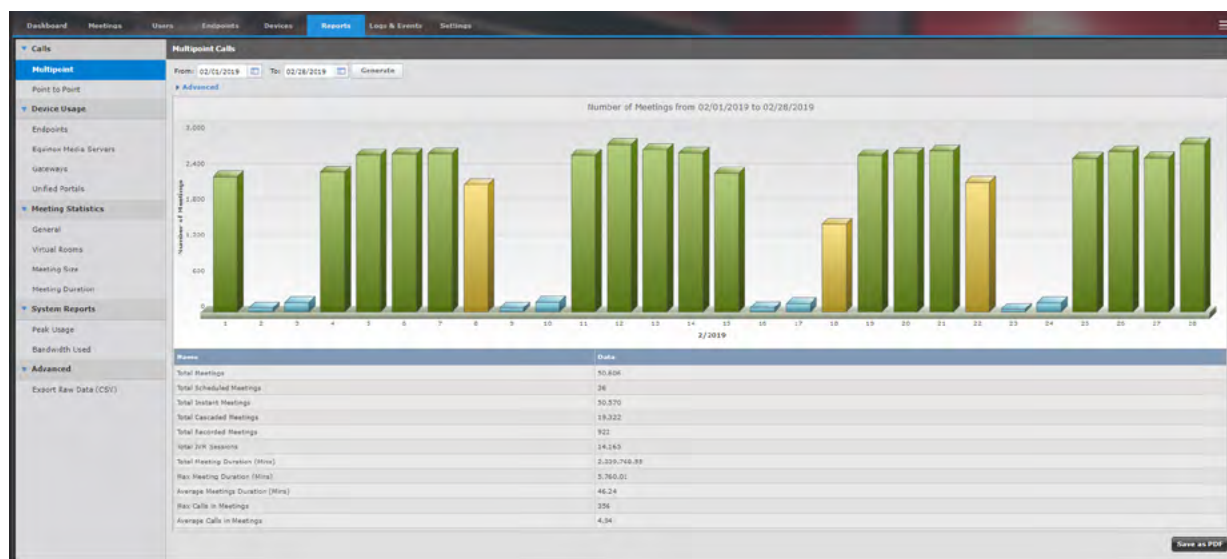 Dashboard Meetings Users Endpoints Devices Reports Logs & Events Settings
Calls
Multipoint
Point to Point
Device Usage
Endpoints
Equinox Media Servers
Gateways
Unified Portals
Meeting Statistics
General
Virtual Rooms
Meeting Size
Meeting Duration
System Reports
Peak Usage
Bandwidth Used
Advanced
Export Raw Data (CSV)
Multipoint Calls
From: 02/01/2019 To: 02/28/2019 Generate
Advanced
Number of Meetings from 02/01/2019 to 02/28/2019
Number of Meetings
3,000
2,400
1,800
1,200
600
0
1 2 3 4 5 6 7 8 9 10 11 12 13 14 15 16 17 18 19 20 21 22 23 24 25 26 27 28
2/2019
Name Data
Total Meetings 50,606
Total Scheduled Meetings 36
Total Instant Meetings 50,570
Total Cascaded Meetings 19,322
Total Recorded Meetings 922
Total IVR Sessions 14,163
Total Meeting Duration (Mins)
Max Meeting Duration (Mins) 5,760.01
Average Meetings Duration (Mins) 46.24
Max Calls in Meetings
Average Calls in Meetings 4.34
Save as PDF